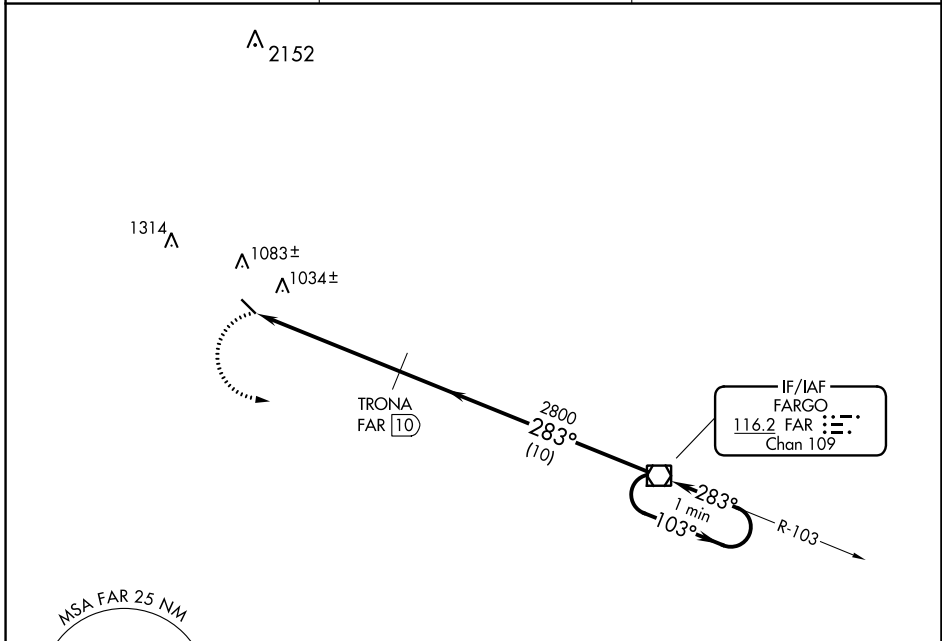 2152
1314
1083±
1034±
TRONA
FAR 10
2800
283°
(10)
IF/IAF
FARGO
116.2 FAR
Chan 109
283°
1 min
103°
R-103
MSA FAR 25 NM